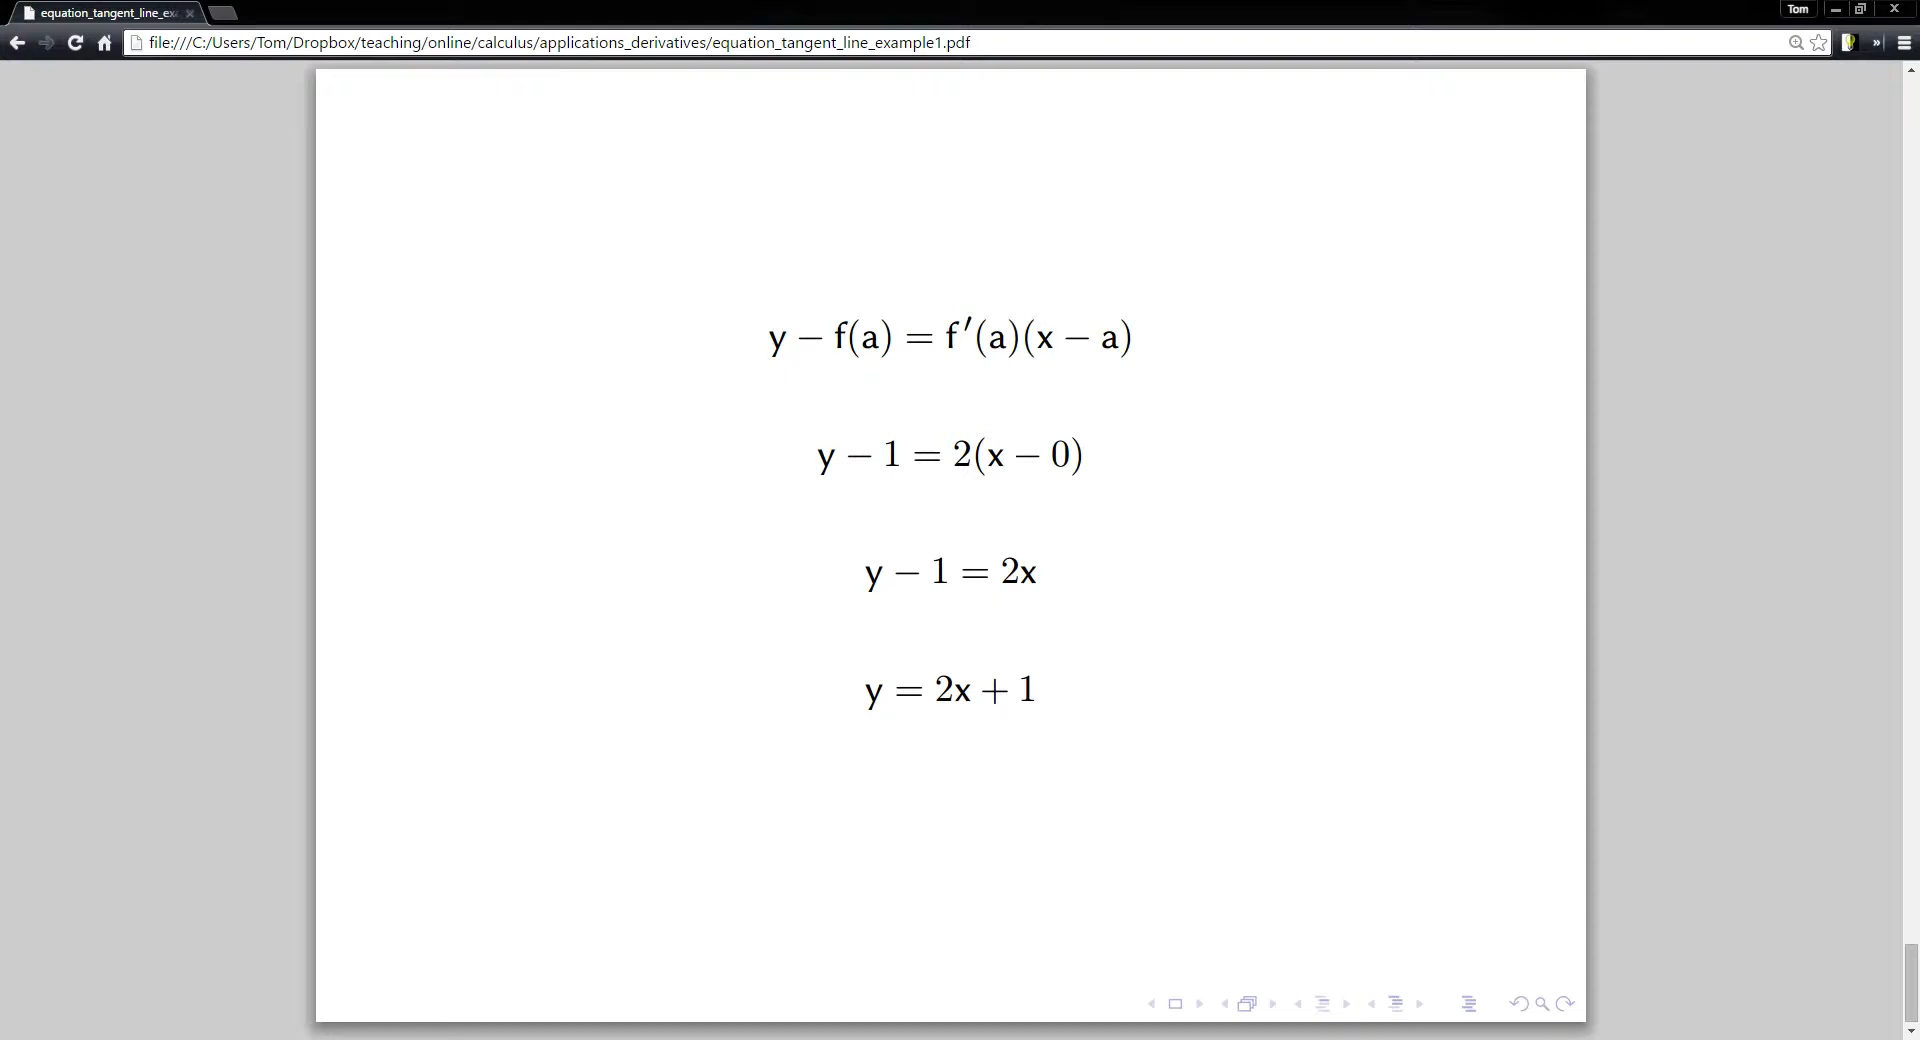 equation_tangent_line_ex
Tom
file:///C:/Users/Tom/Dropbox/teaching/online/calculus/applications_derivatives/equation_tangent_line_example1.pdf
y − f(a) = f′(a)(x − a)
y − 1 = 2(x − 0)
y − 1 = 2x
y = 2x + 1